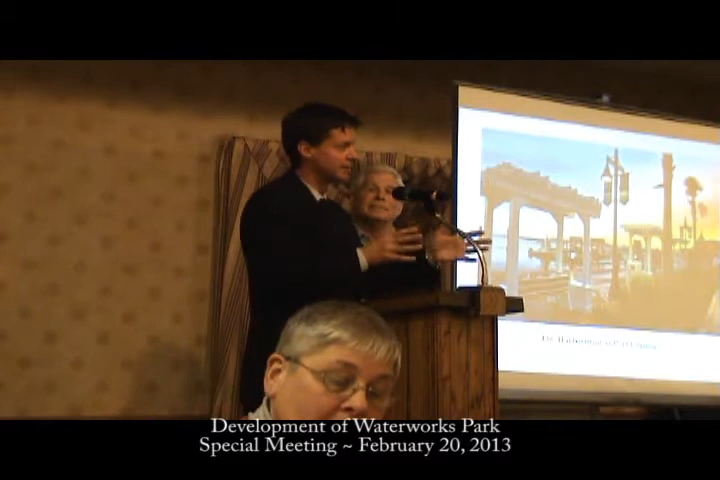 Development of Waterworks Park
Special Meeting ~ February 20, 2013